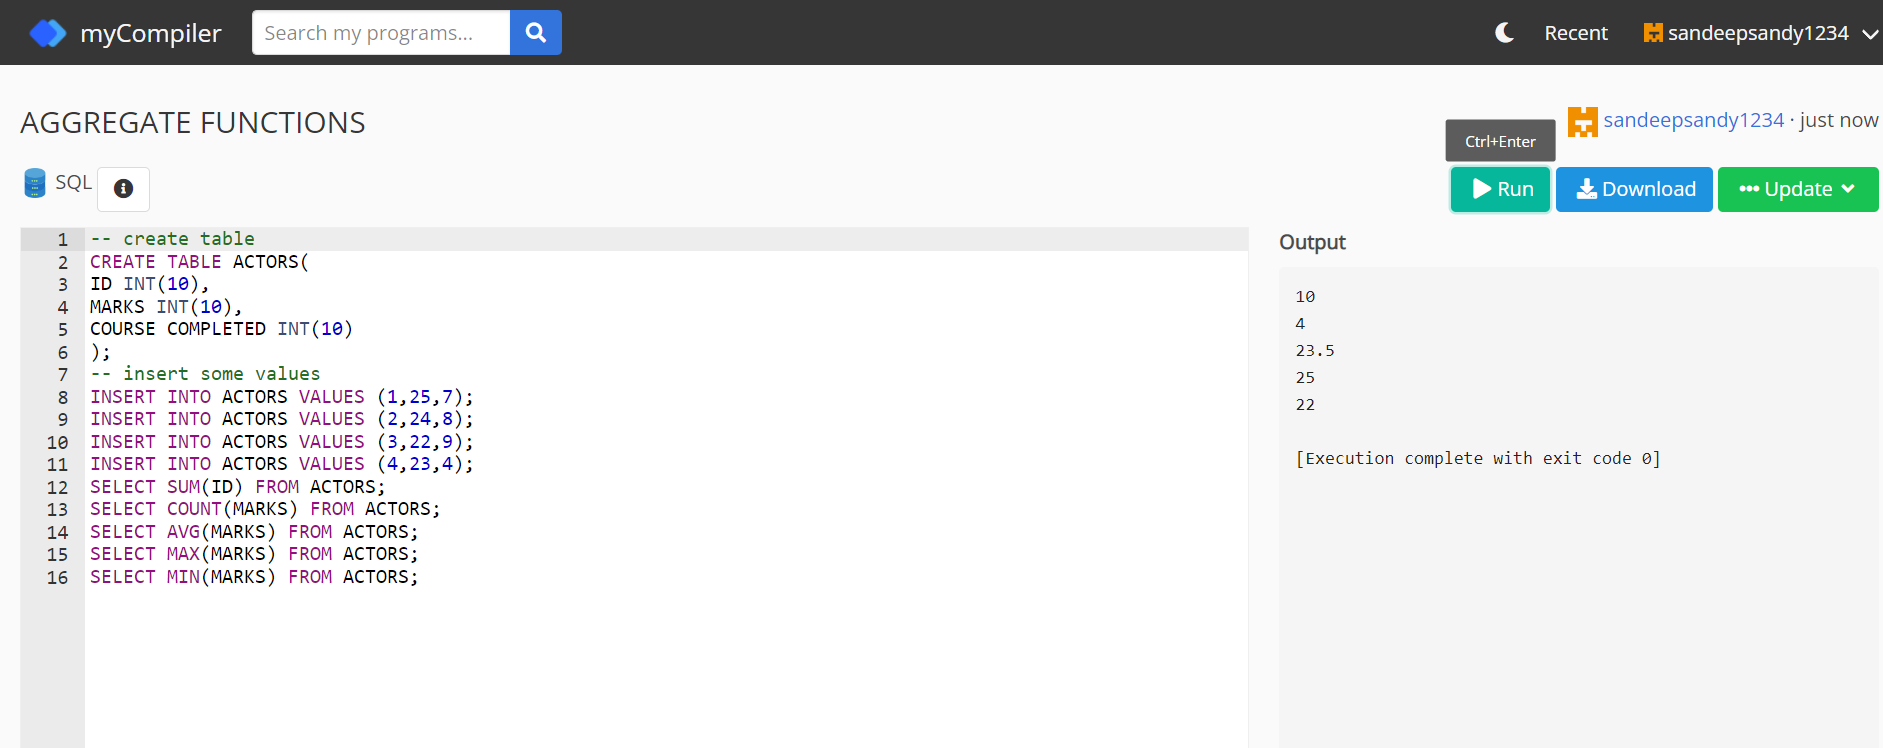 myCompiler
Search my programs...
Recent
sandeepsandy1234
AGGREGATE FUNCTIONS
sandeepsandy1234 · just now
Ctrl+Enter
SQL
Run
Download
Update
1 -- create table
2 CREATE TABLE ACTORS(
3 ID INT(10),
4 MARKS INT(10),
5 COURSE COMPLETED INT(10)
6 );
7 -- insert some values
8 INSERT INTO ACTORS VALUES (1,25,7);
9 INSERT INTO ACTORS VALUES (2,24,8);
10 INSERT INTO ACTORS VALUES (3,22,9);
11 INSERT INTO ACTORS VALUES (4,23,4);
12 SELECT SUM(ID) FROM ACTORS;
13 SELECT COUNT(MARKS) FROM ACTORS;
14 SELECT AVG(MARKS) FROM ACTORS;
15 SELECT MAX(MARKS) FROM ACTORS;
16 SELECT MIN(MARKS) FROM ACTORS;
Output
10
4
23.5
25
22
[Execution complete with exit code 0]